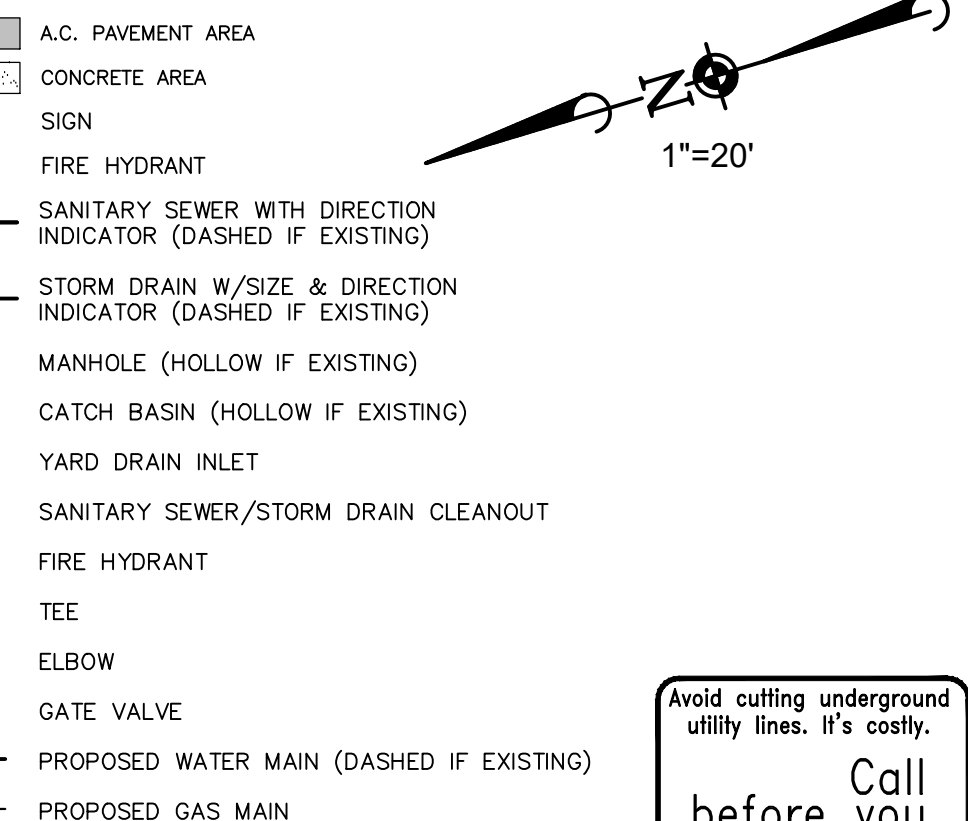 A.C. PAVEMENT AREA
CONCRETE AREA
SIGN
FIRE HYDRANT
SANITARY SEWER WITH DIRECTION
INDICATOR (DASHED IF EXISTING)
STORM DRAIN W/SIZE & DIRECTION
INDICATOR (DASHED IF EXISTING)
MANHOLE (HOLLOW IF EXISTING)
CATCH BASIN (HOLLOW IF EXISTING)
YARD DRAIN INLET
SANITARY SEWER/STORM DRAIN CLEANOUT
FIRE HYDRANT
TEE
ELBOW
GATE VALVE
PROPOSED WATER MAIN (DASHED IF EXISTING)
PROPOSED GAS MAIN
N
1"=20'
Avoid cutting underground
utility lines. It's costly.
Call
before you